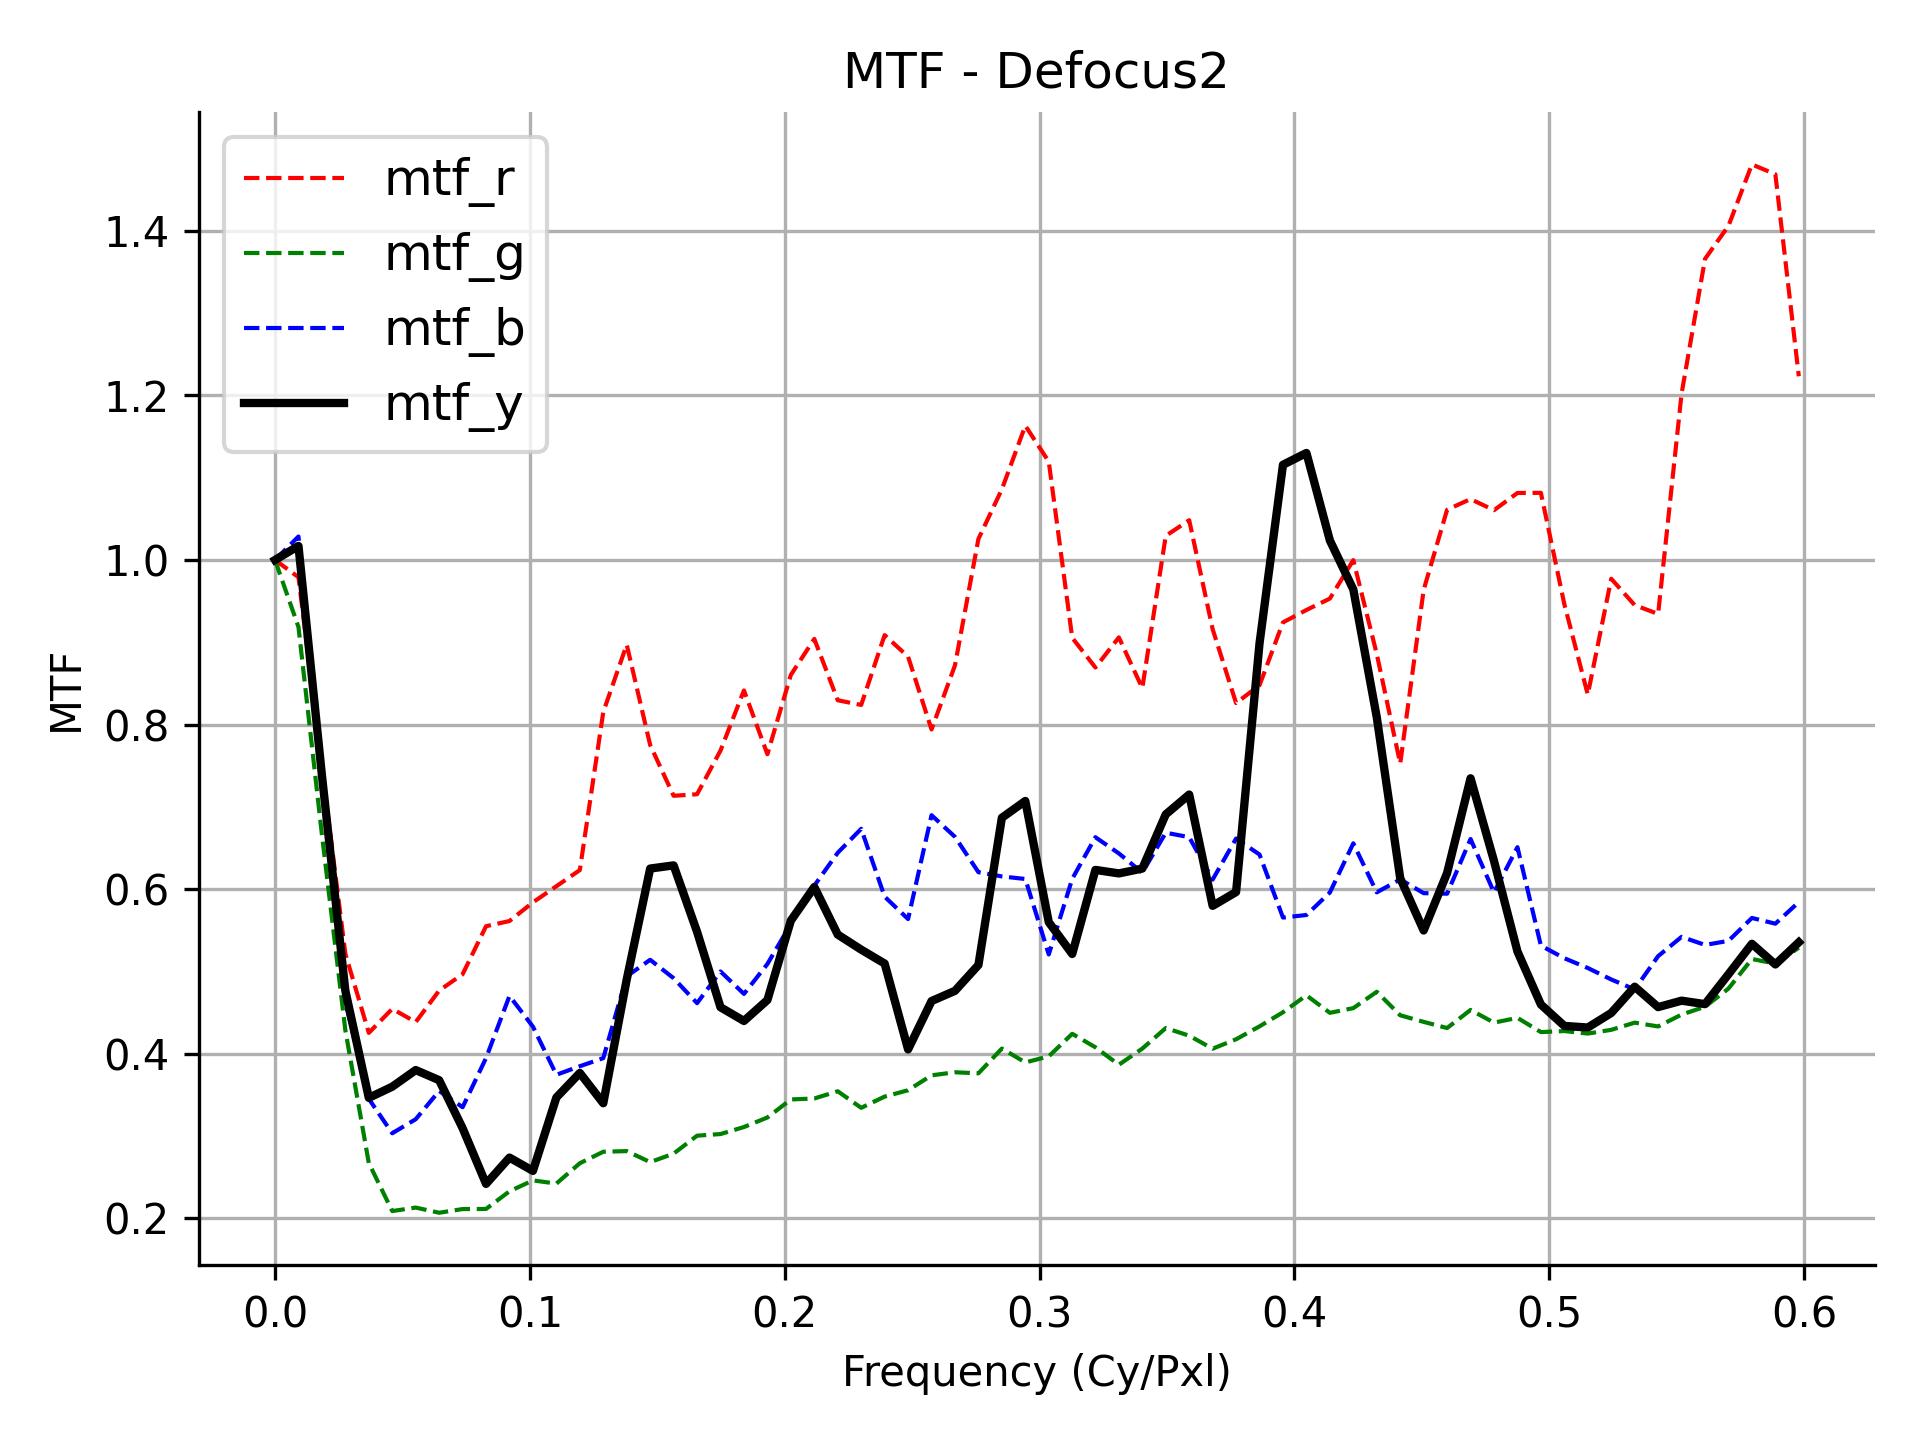 MTF - Defocus2
mtf_r
mtf_g
mtf_b
mtf_y
MTF
1.4
1.2
1.0
0.8
0.6
0.4
0.2
0.0 0.1 0.2 0.3 0.4 0.5 0.6
Frequency (Cy/Pxl)